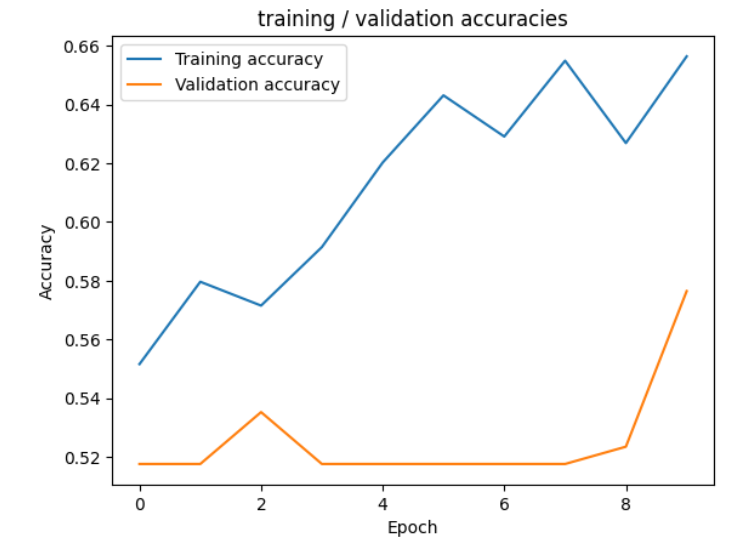 training / validation accuracies
Training accuracy
Validation accuracy
0.66
0.64
0.62
0.60
0.58
0.56
0.54
0.52
Accuracy
0 2 4 6 8
Epoch